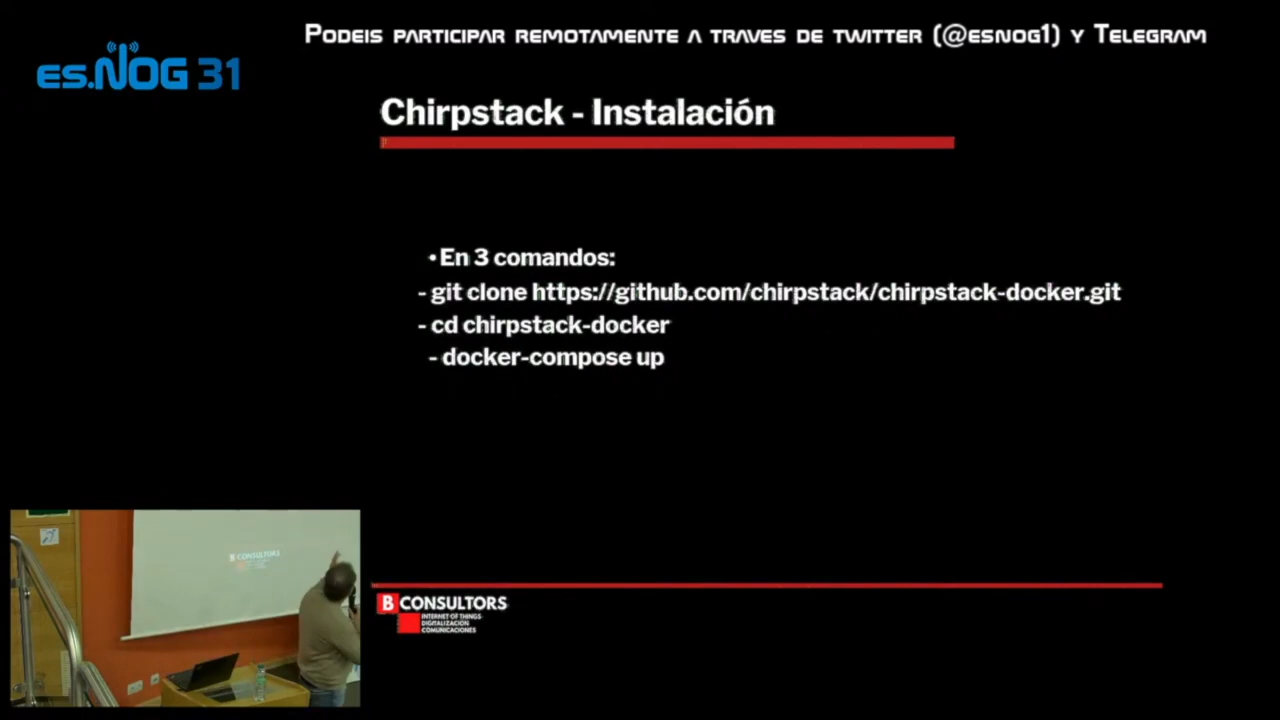 PODEIS PARTICIPAR REMOTAMENTE A TRAVES DE TWITTER (@ESNOG1) Y TELEGRAM
es.NOG 31
Chirpstack - Instalación
•En 3 comandos:
- git clone https://github.com/chirpstack/chirpstack-docker.git
- cd chirpstack-docker
- docker-compose up
B CONSULTORS
B CONSULTORS
INTERNET OF THINGS
DIGITALIZACIÓN
COMUNICACIONES